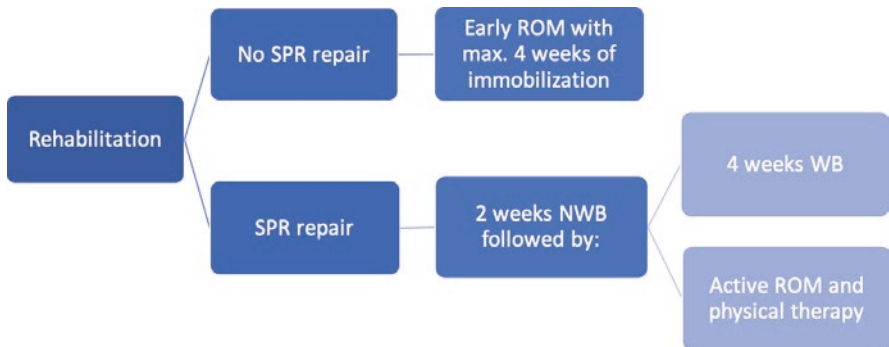 Rehabilitation
No SPR repair
Early ROM with
max. 4 weeks of
immobilization
SPR repair
2 weeks NWB
followed by:
4 weeks WB
Active ROM and
physical therapy